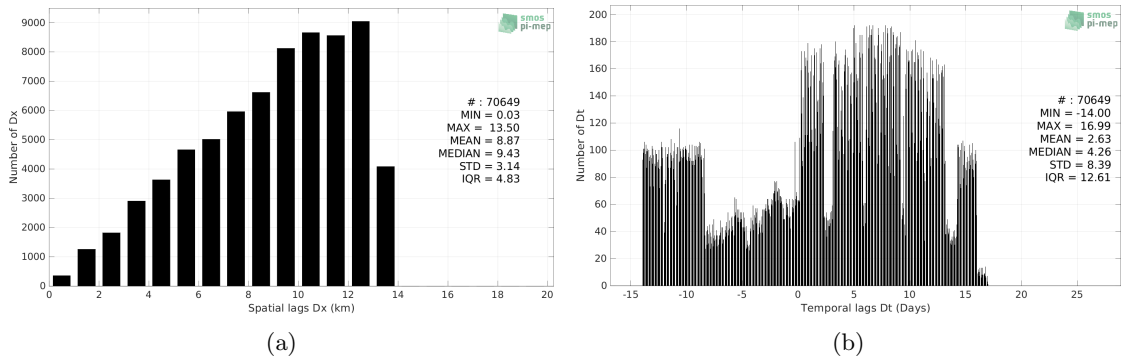 9000
8000
7000
6000
5000
4000
3000
2000
1000
0
Number of Dx
0 2 4 6 8 10 12 14 16 18 20
Spatial lags Dx (km)
smos
pi-mep
# : 70649
MIN = 0.03
MAX = 13.50
MEAN = 8.87
MEDIAN = 9.43
STD = 3.14
IQR = 4.83
(a)
200
180
160
140
120
100
80
60
40
20
0
Number of Dt
-15 -10 -5 0 5 10 15 20 25
Temporal lags Dt (Days)
smos
pi-mep
# : 70649
MIN = -14.00
MAX = 16.99
MEAN = 2.63
MEDIAN = 4.26
STD = 8.39
IQR = 12.61
(b)